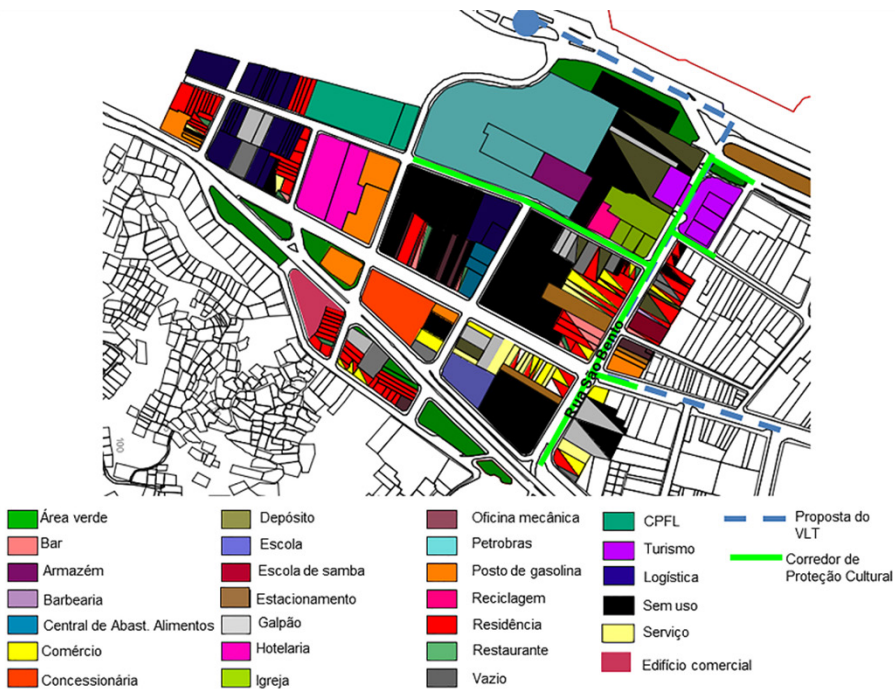 Rua São Bento
100
Área verde
Bar
Armazém
Barbearia
Central de Abast. Alimentos
Comércio
Concessionária
Depósito
Escola
Escola de samba
Estacionamento
Galpão
Hotelaria
Igreja
Oficina mecânica
Petrobras
Posto de gasolina
Reciclagem
Residência
Restaurante
Vazio
CPFL
Turismo
Logística
Sem uso
Serviço
Edifício comercial
Proposta do
VLT
Corredor de
Proteção Cultural